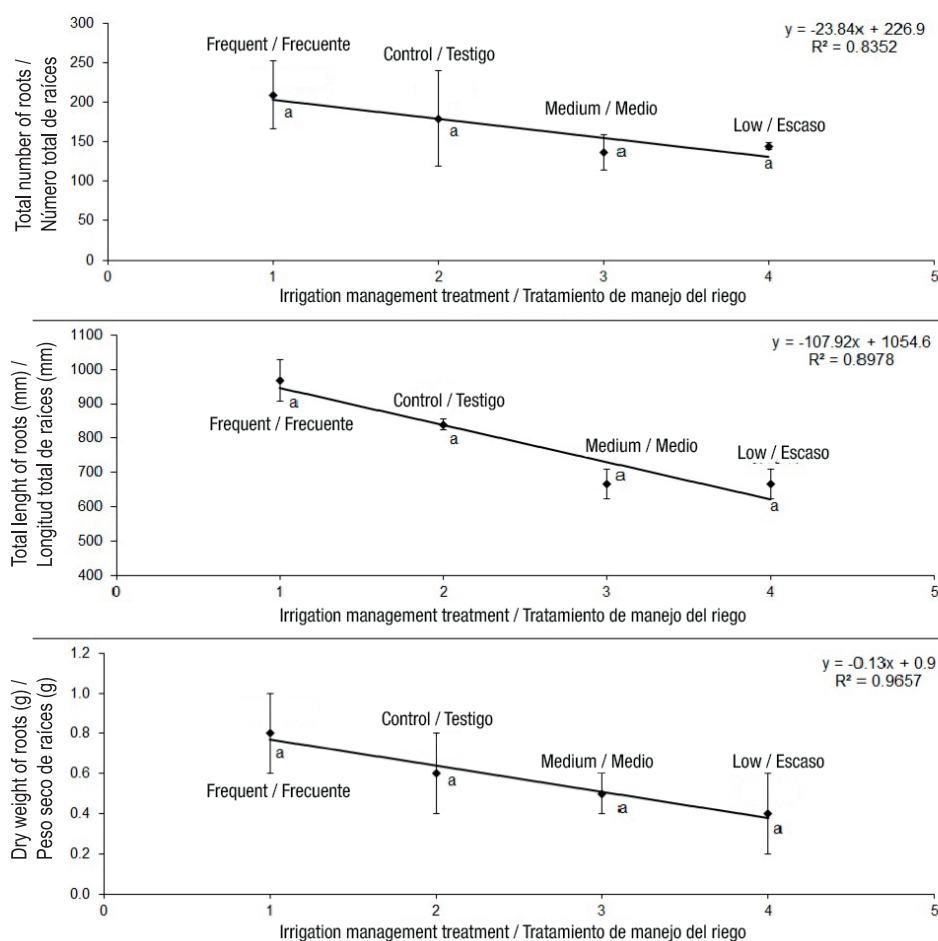 Total number of roots /
Número total de raíces
300
250
200
150
100
50
0
0
1
2
3
4
5
Frequent / Frecuente
a
Control / Testigo
a
Medium / Medio
a
Low / Escaso
a
y = -23.84x + 226.9
R² = 0.8352
Irrigation management treatment / Tratamiento de manejo del riego
Total lenght of roots (mm) /
Longitud total de raíces (mm)
1100
1000
900
800
700
600
500
400
0
1
2
3
4
5
Frequent / Frecuente
a
Control / Testigo
a
Medium / Medio
a
Low / Escaso
a
y = -107.92x + 1054.6
R² = 0.8978
Irrigation management treatment / Tratamiento de manejo del riego
Dry weight of roots (g) /
Peso seco de raíces (g)
1.2
1.0
0.8
0.6
0.4
0.2
0.0
0
1
2
3
4
5
Frequent / Frecuente
a
Control / Testigo
a
Medium / Medio
a
Low / Escaso
a
y = -0.13x + 0.9
R² = 0.9657
Irrigation management treatment / Tratamiento de manejo del riego